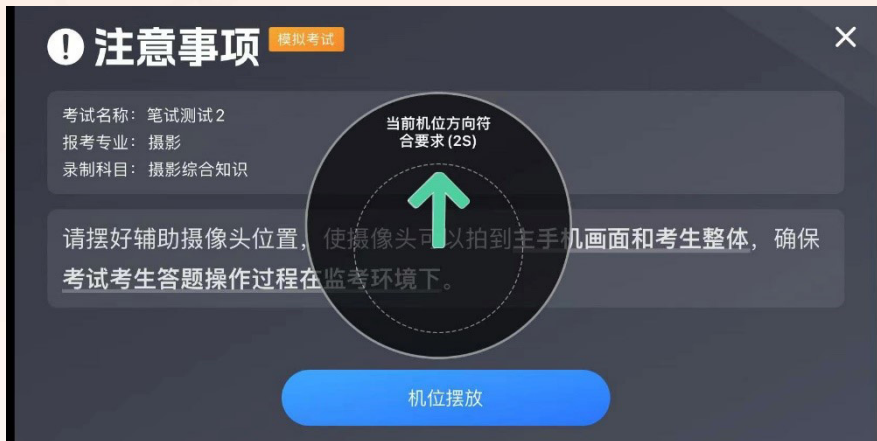 注意事项 模拟考试
考试名称：笔试测试2
报考专业：摄影
录制科目：摄影综合知识
当前机位方向符
合要求(2S)
请摆好辅助摄像头位置，使摄像头可以拍到主手机画面和考生整体，确保
考试考生答题操作过程在监考环境下。
机位摆放